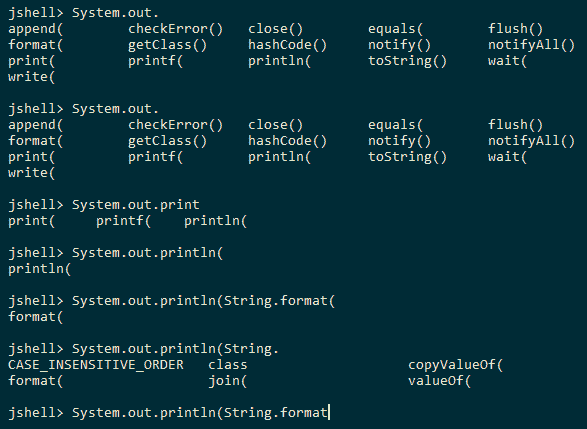 jshell> System.out.
append( checkError() close() equals( flush()
format( getClass() hashCode() notify() notifyAll()
print( printf( println( toString() wait(
write(
jshell> System.out.
append( checkError() close() equals( flush()
format( getClass() hashCode() notify() notifyAll()
print( printf( println( toString() wait(
write(
jshell> System.out.print
print( printf( println(
jshell> System.out.println(
println(
jshell> System.out.println(String.format(
format(
jshell> System.out.println(String.
CASE_INSENSITIVE_ORDER class copyValueOf(
format( join( valueOf(
jshell> System.out.println(String.format